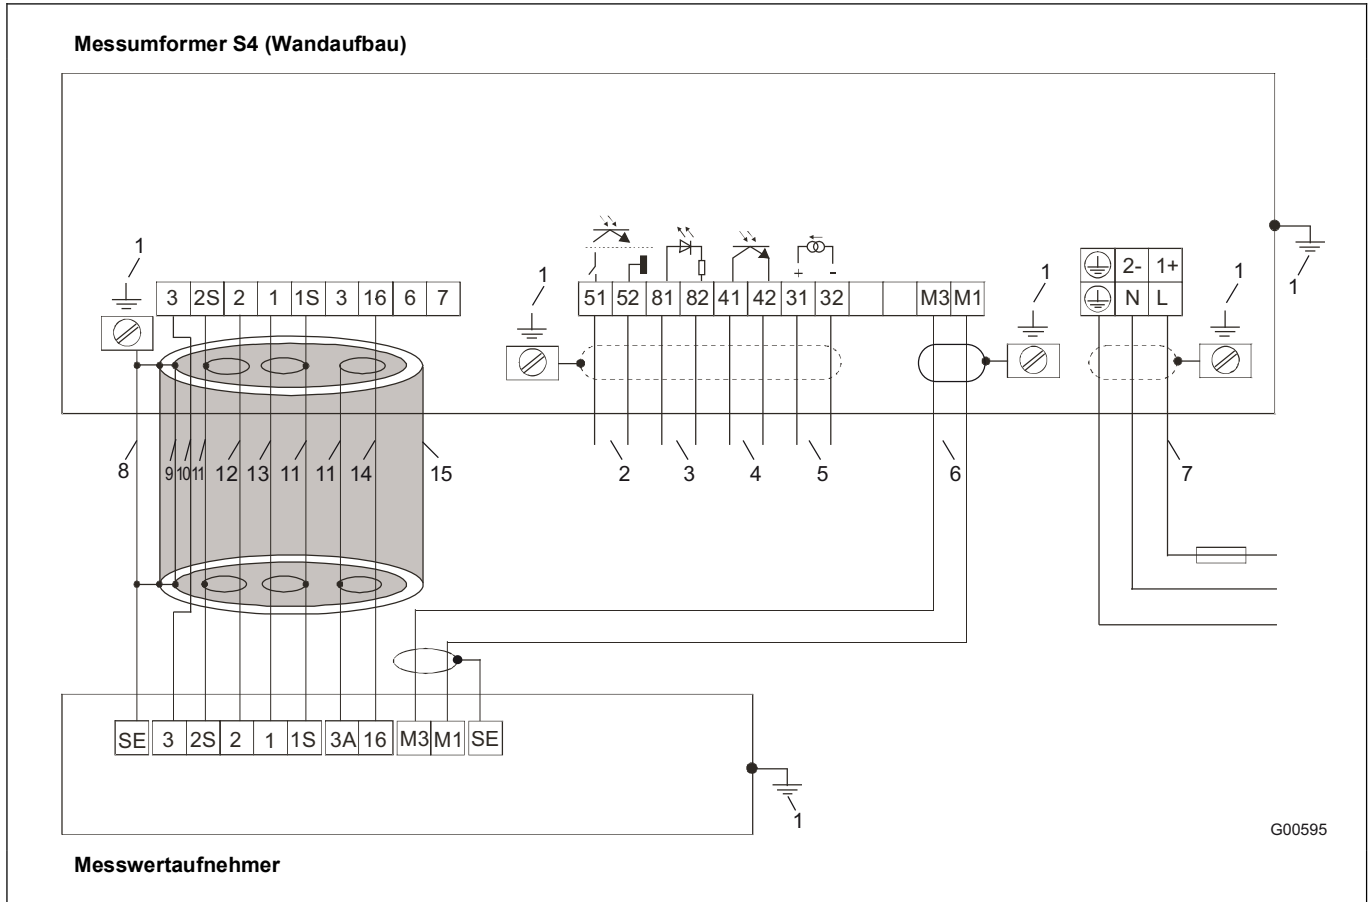 Messumformer S4 (Wandaufbau)
1
1
1
1
1
3 2S 2 1 1S 3 16 6 7
+ -
51 52 81 82 41 42 31 32 M3 M1
2- 1+
N L
8 9 10 11 12 13 11 11 14 15
2 3 4 5 6 7
SE 3 2S 2 1 1S 3A 16 M3 M1 SE
1
G00595
Messwertaufnehmer